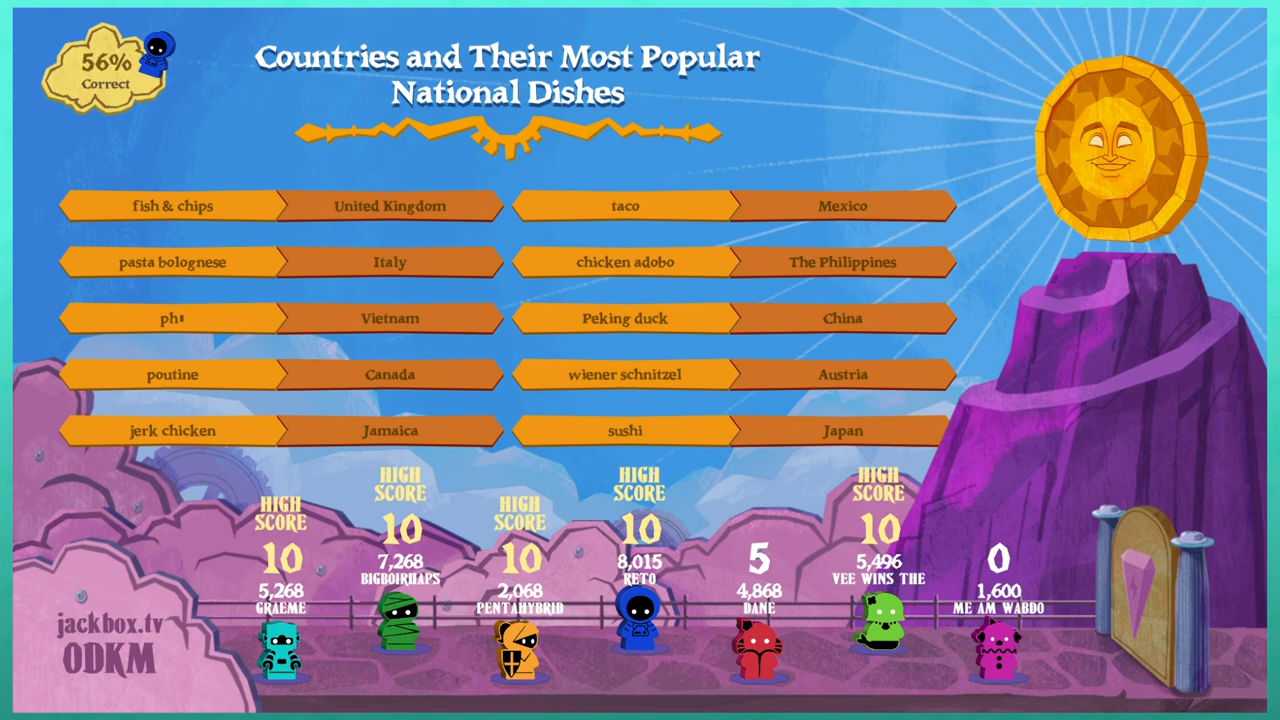 56%
Correct
Countries and Their Most Popular
National Dishes
fish & chips United Kingdom taco Mexico
pasta bolognese Italy chicken adobo The Philippines
ph Vietnam Peking duck China
poutine Canada wiener schnitzel Austria
jerk chicken Jamaica sushi Japan
HIGH
SCORE
10
5,268
GRAEME
HIGH
SCORE
10
7,268
BIGBOIRHAPS
HIGH
SCORE
10
2,068
PENTAHYBRID
HIGH
SCORE
10
8,015
RETO
5
4,868
DANE
HIGH
SCORE
10
5,496
VEE WINS THE
0
1,600
ME AM WABDO
jackbox.tv
ODKM